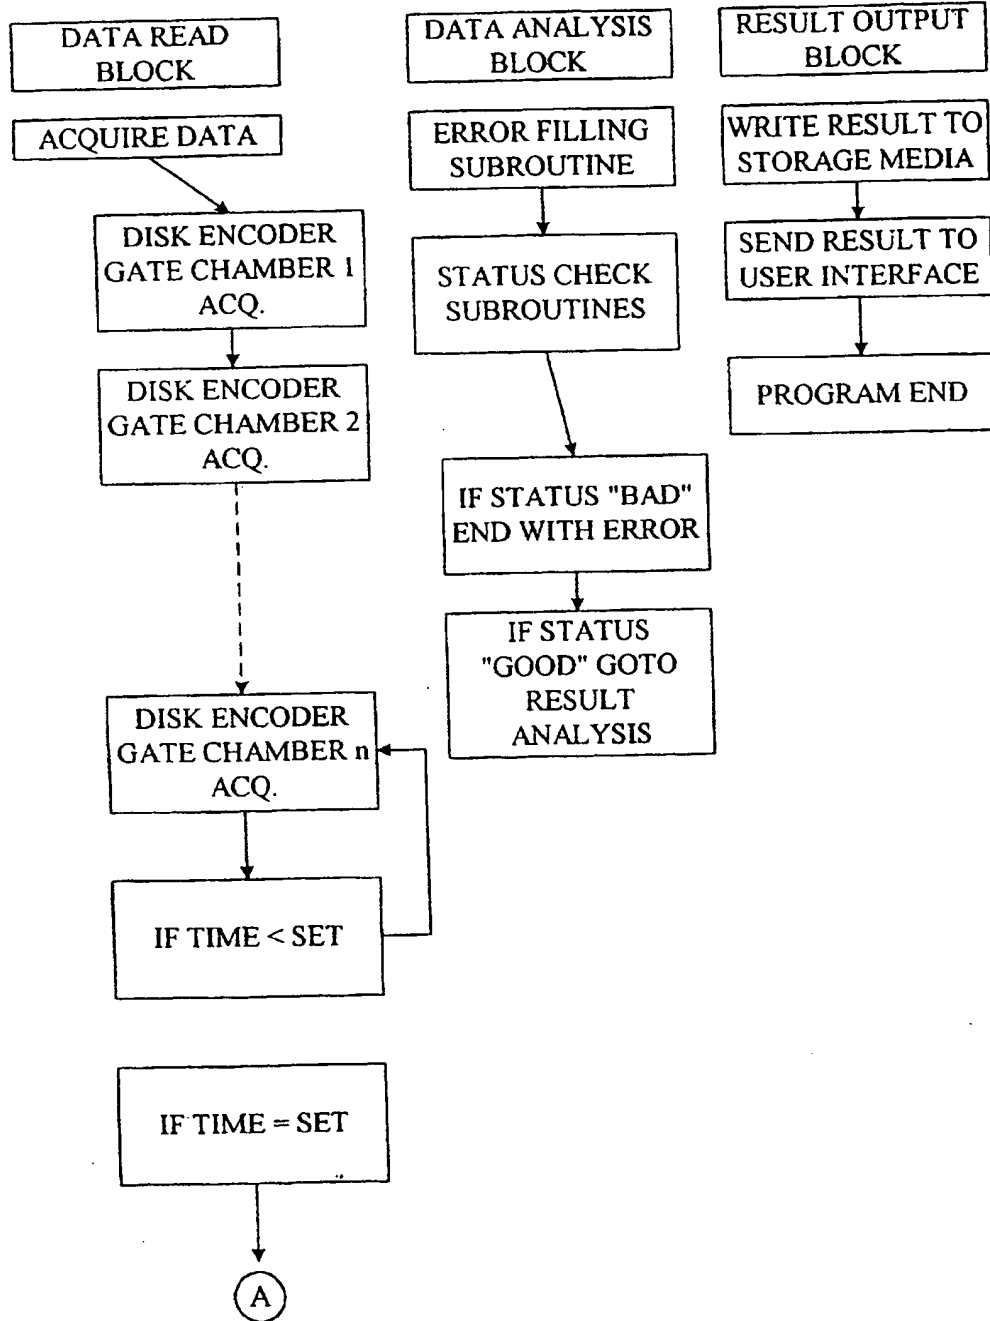 DATA READ
BLOCK
ACQUIRE DATA
DISK ENCODER
GATE CHAMBER 1
ACQ.
DISK ENCODER
GATE CHAMBER 2
ACQ.
DISK ENCODER
GATE CHAMBER n
ACQ.
IF TIME < SET
IF TIME = SET
A
DATA ANALYSIS
BLOCK
ERROR FILLING
SUBROUTINE
STATUS CHECK
SUBROUTINES
IF STATUS "BAD"
END WITH ERROR
IF STATUS
"GOOD" GOTO
RESULT
ANALYSIS
RESULT OUTPUT
BLOCK
WRITE RESULT TO
STORAGE MEDIA
SEND RESULT TO
USER INTERFACE
PROGRAM END